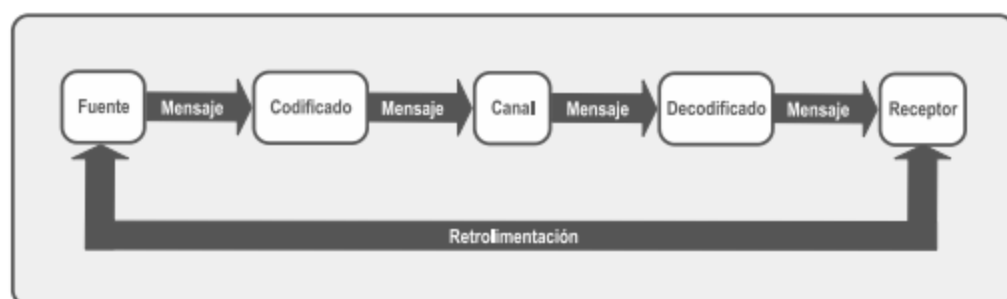 Fuente
Mensaje
Codificado
Mensaje
Canal
Mensaje
Decodificado
Mensaje
Receptor
Retrolimentación